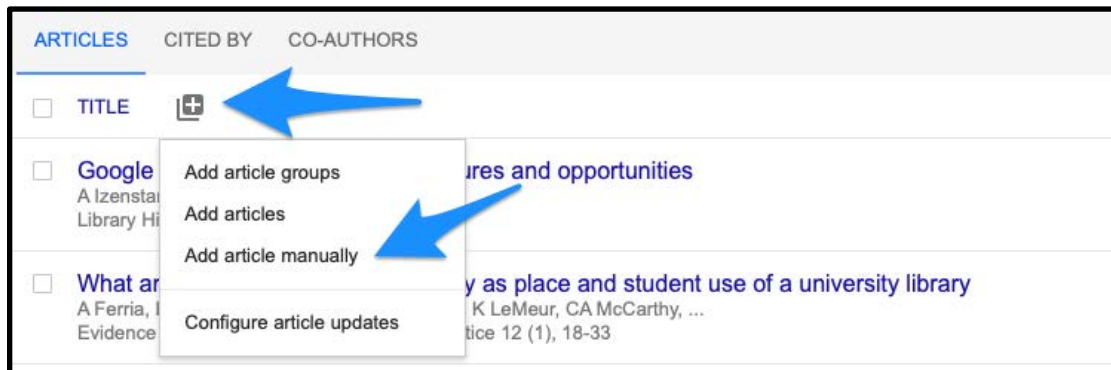 ARTICLES CITED BY CO-AUTHORS
TITLE
Google ures and opportunities
Add article groups
A Izensta
Add articles
Library Hi
Add article manually
What ar y as place and student use of a university library
A Ferria, K LeMeur, CA McCarthy, ...
Configure article updates
Evidence tice 12 (1), 18-33